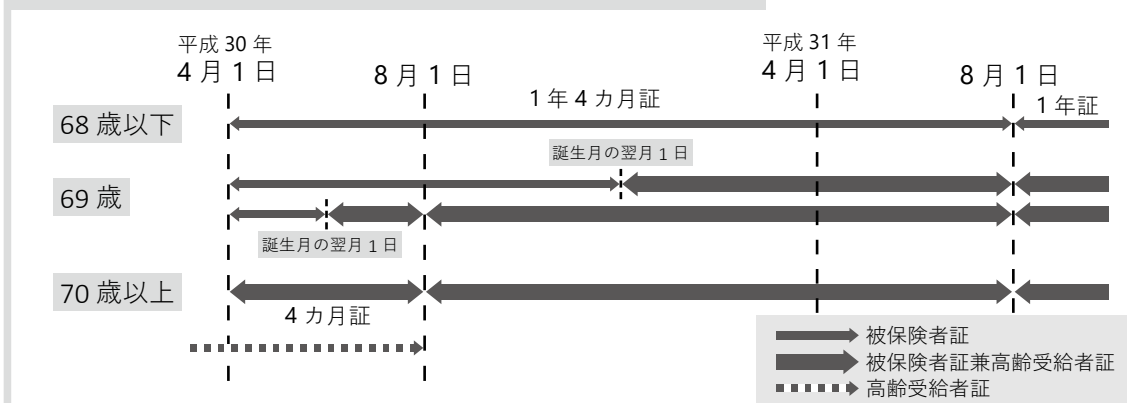 平成 30 年
4 月 1 日
8 月 1 日
平成 31 年
4 月 1 日
8 月 1 日
68 歳以下
1 年 4 カ月証
1 年証
69 歳
誕生月の翌月 1 日
誕生月の翌月 1 日
70 歳以上
4 カ月証
被保険者証
被保険者証兼高齢受給者証
高齢受給者証